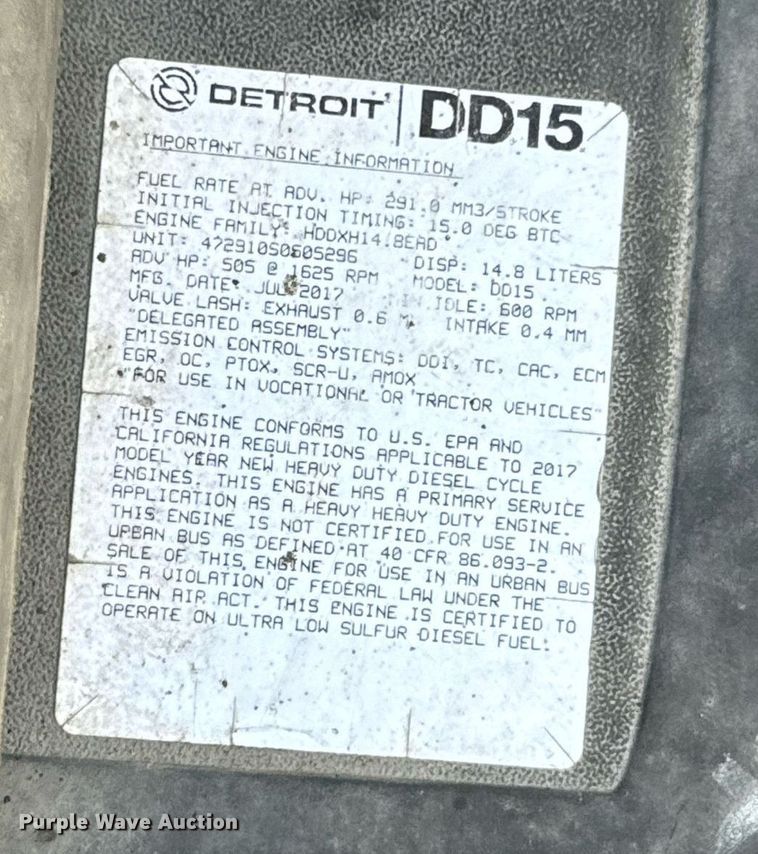 DETROIT DD15
IMPORTANT ENGINE INFORMATION
FUEL RATE AT ADV. HP: 291.0 MM3/STROKE
INITIAL INJECTION TIMING: 15.0 DEG BTC
ENGINE FAMILY: HDDXH14.8EAD
UNIT: 472910S0505296 DISP: 14.8 LITERS
ADV HP: 505 @ 1625 RPM MODEL: DD15
MFG. DATE: JUL 2017 MIN IDLE: 600 RPM
VALVE LASH: EXHAUST 0.6 M INTAKE 0.4 MM
"DELEGATED ASSEMBLY"
EMISSION CONTROL SYSTEMS: DDI, TC, CAC, ECM
EGR, OC, PTOX, SCR-U, AMOX
"FOR USE IN VOCATIONAL OR TRACTOR VEHICLES"
THIS ENGINE CONFORMS TO U.S. EPA AND
CALIFORNIA REGULATIONS APPLICABLE TO 2017
MODEL YEAR NEW HEAVY DUTY DIESEL CYCLE
ENGINES. THIS ENGINE HAS A PRIMARY SERVICE
APPLICATION AS A HEAVY HEAVY DUTY ENGINE.
THIS ENGINE IS NOT CERTIFIED FOR USE IN AN
URBAN BUS AS DEFINED AT 40 CFR 86.093-2.
SALE OF THIS ENGINE FOR USE IN AN URBAN BUS
IS A VIOLATION OF FEDERAL LAW UNDER THE
CLEAN AIR ACT. THIS ENGINE IS CERTIFIED TO
OPERATE ON ULTRA LOW SULFUR DIESEL FUEL.
Purple Wave Auction